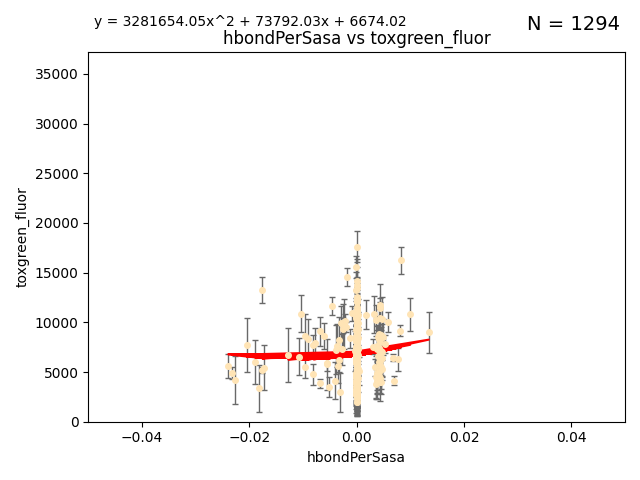 y = 3281654.05x^2 + 73792.03x + 6674.02
N = 1294
hbondPerSasa vs toxgreen_fluor
35000
30000
25000
20000
15000
10000
5000
0
toxgreen_fluor
−0.04
−0.02
0.00
0.02
0.04
hbondPerSasa